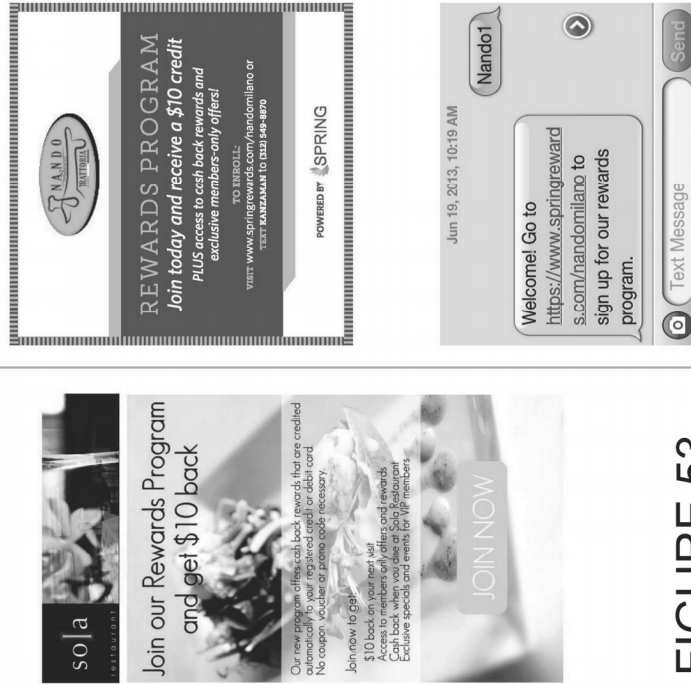 sola
restaurant
Join our Rewards Program
and get $10 back
Our new program offers cash back rewards that are credited
automatically to your registered credit or debit card.
No coupon, voucher or promo code necessary.
Join now to get:
$10 back on your next visit
Access to members only offers and rewards
Cash back when you dine at Sola Restaurant
Exclusive specials and events for VIP members
JOIN NOW
NANDO
TRATTORIA
REWARDS PROGRAM
Join today and receive a $10 credit
PLUS access to ccsh back rewards and
exclusive members-only offers!
TO ENROLL:
VISIT www.springrewards.com/nandomilano or
TEXT KANZAMAN to (312) 549-8870
POWERED BY SPRING
Jun 19, 2013, 10:19 AM
Nando1
Welcome! Go to
https://www.springreward
s.com/nandomilano to
sign up for our rewards
program.
Text Message
Send
FIGURE 53